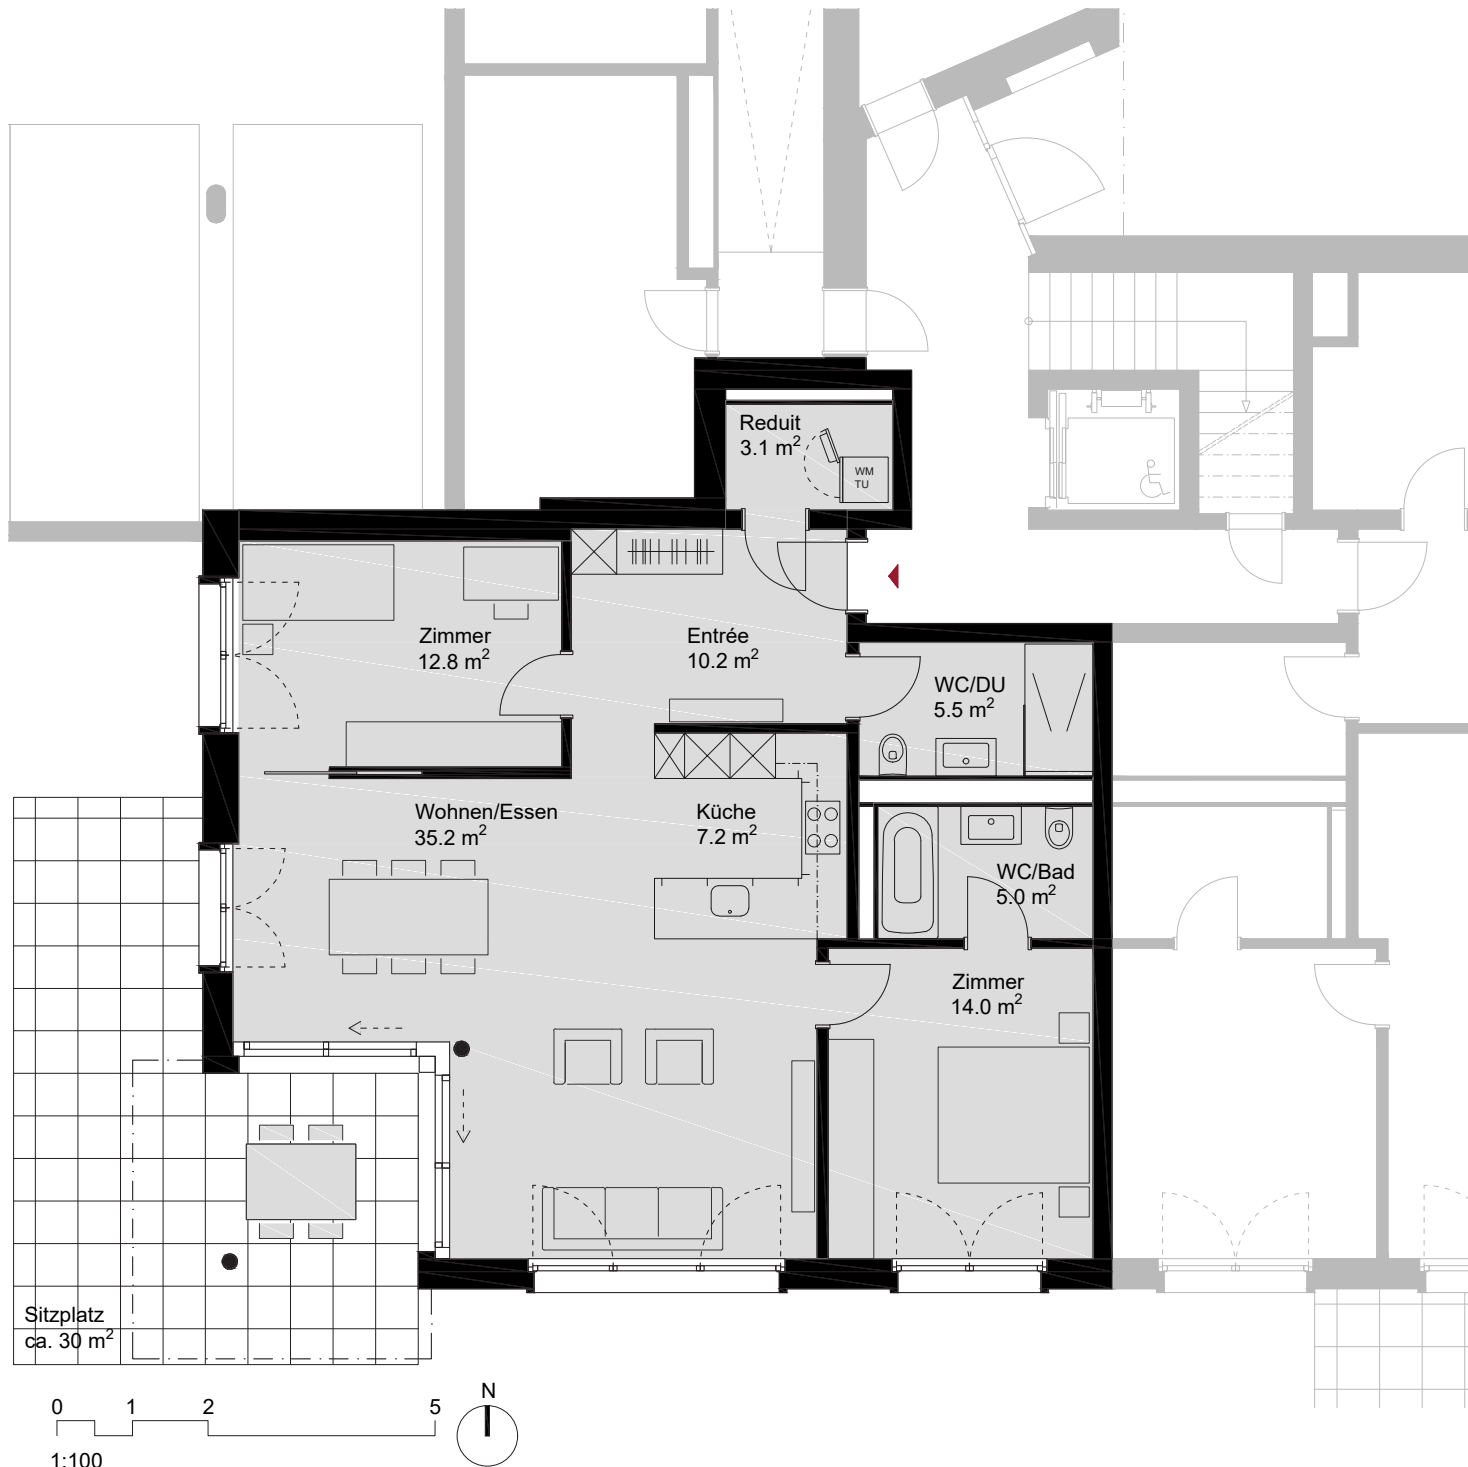 Reduit
3.1 m²
WM
TU
Zimmer
12.8 m²
Entrée
10.2 m²
WC/DU
5.5 m²
Wohnen/Essen
35.2 m²
Küche
7.2 m²
WC/Bad
5.0 m²
Zimmer
14.0 m²
Sitzplatz
ca. 30 m²
0 1 2 5
N
1:100